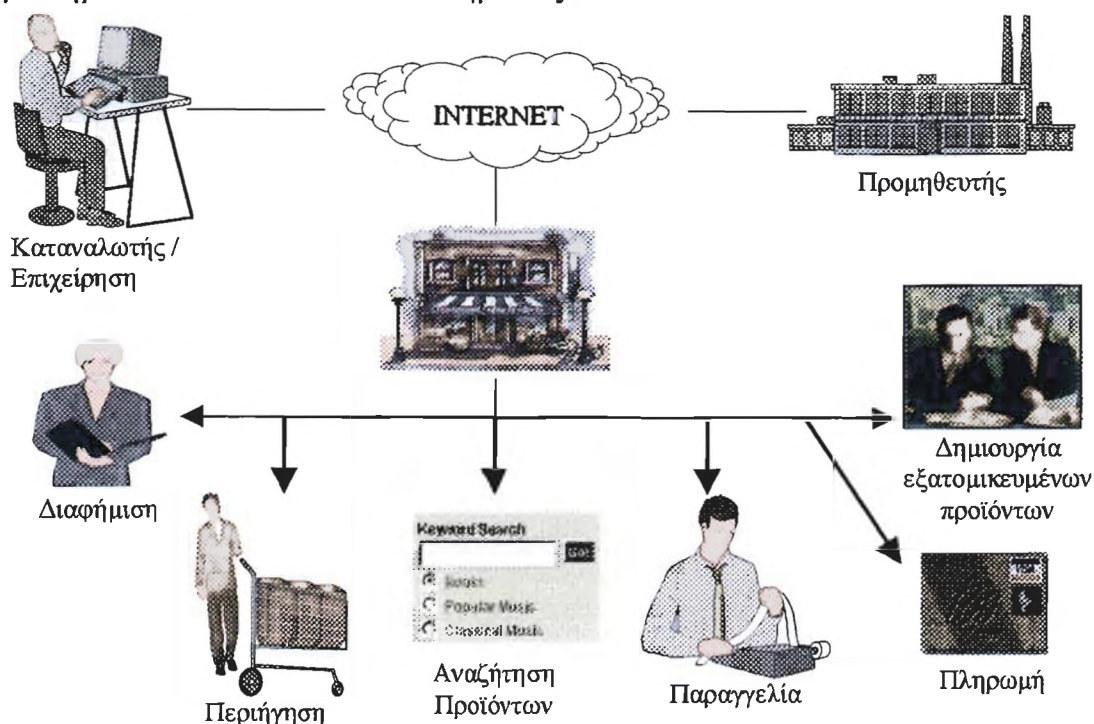 INTERNET
Προμηθευτής
Καταναλωτής /
Επιχείρηση
Διαφήμιση
Δημιουργία
εξατομικευμένων
προϊόντων
Keyword Search
Go!
Books
Popular Music
Classical Music
Περιήγηση
Αναζήτηση
Προϊόντων
Παραγγελία
Πληρωμή